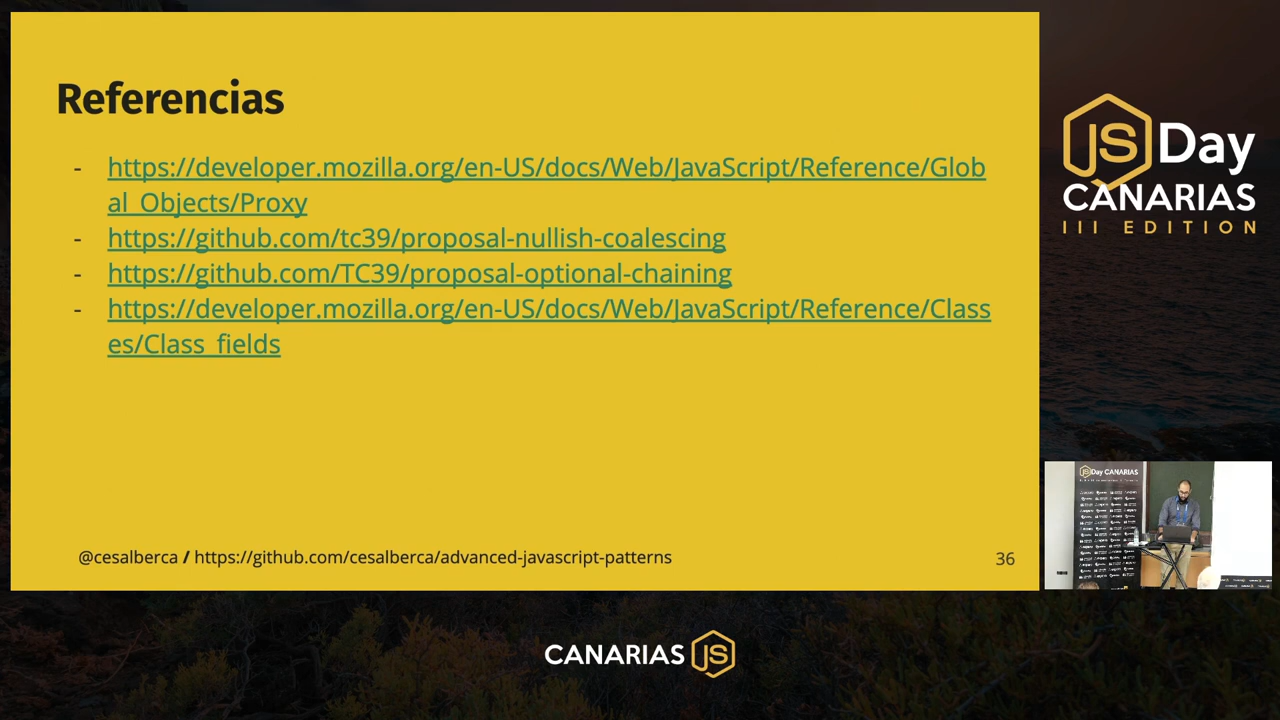 Referencias
- https://developer.mozilla.org/en-US/docs/Web/JavaScript/Reference/Glob
al_Objects/Proxy
- https://github.com/tc39/proposal-nullish-coalescing
- https://github.com/TC39/proposal-optional-chaining
- https://developer.mozilla.org/en-US/docs/Web/JavaScript/Reference/Class
es/Class_fields
@cesalberca / https://github.com/cesalberca/advanced-javascript-patterns
36
JS Day
CANARIAS
III EDITION
JSDay CANARIAS
CANARIAS JS